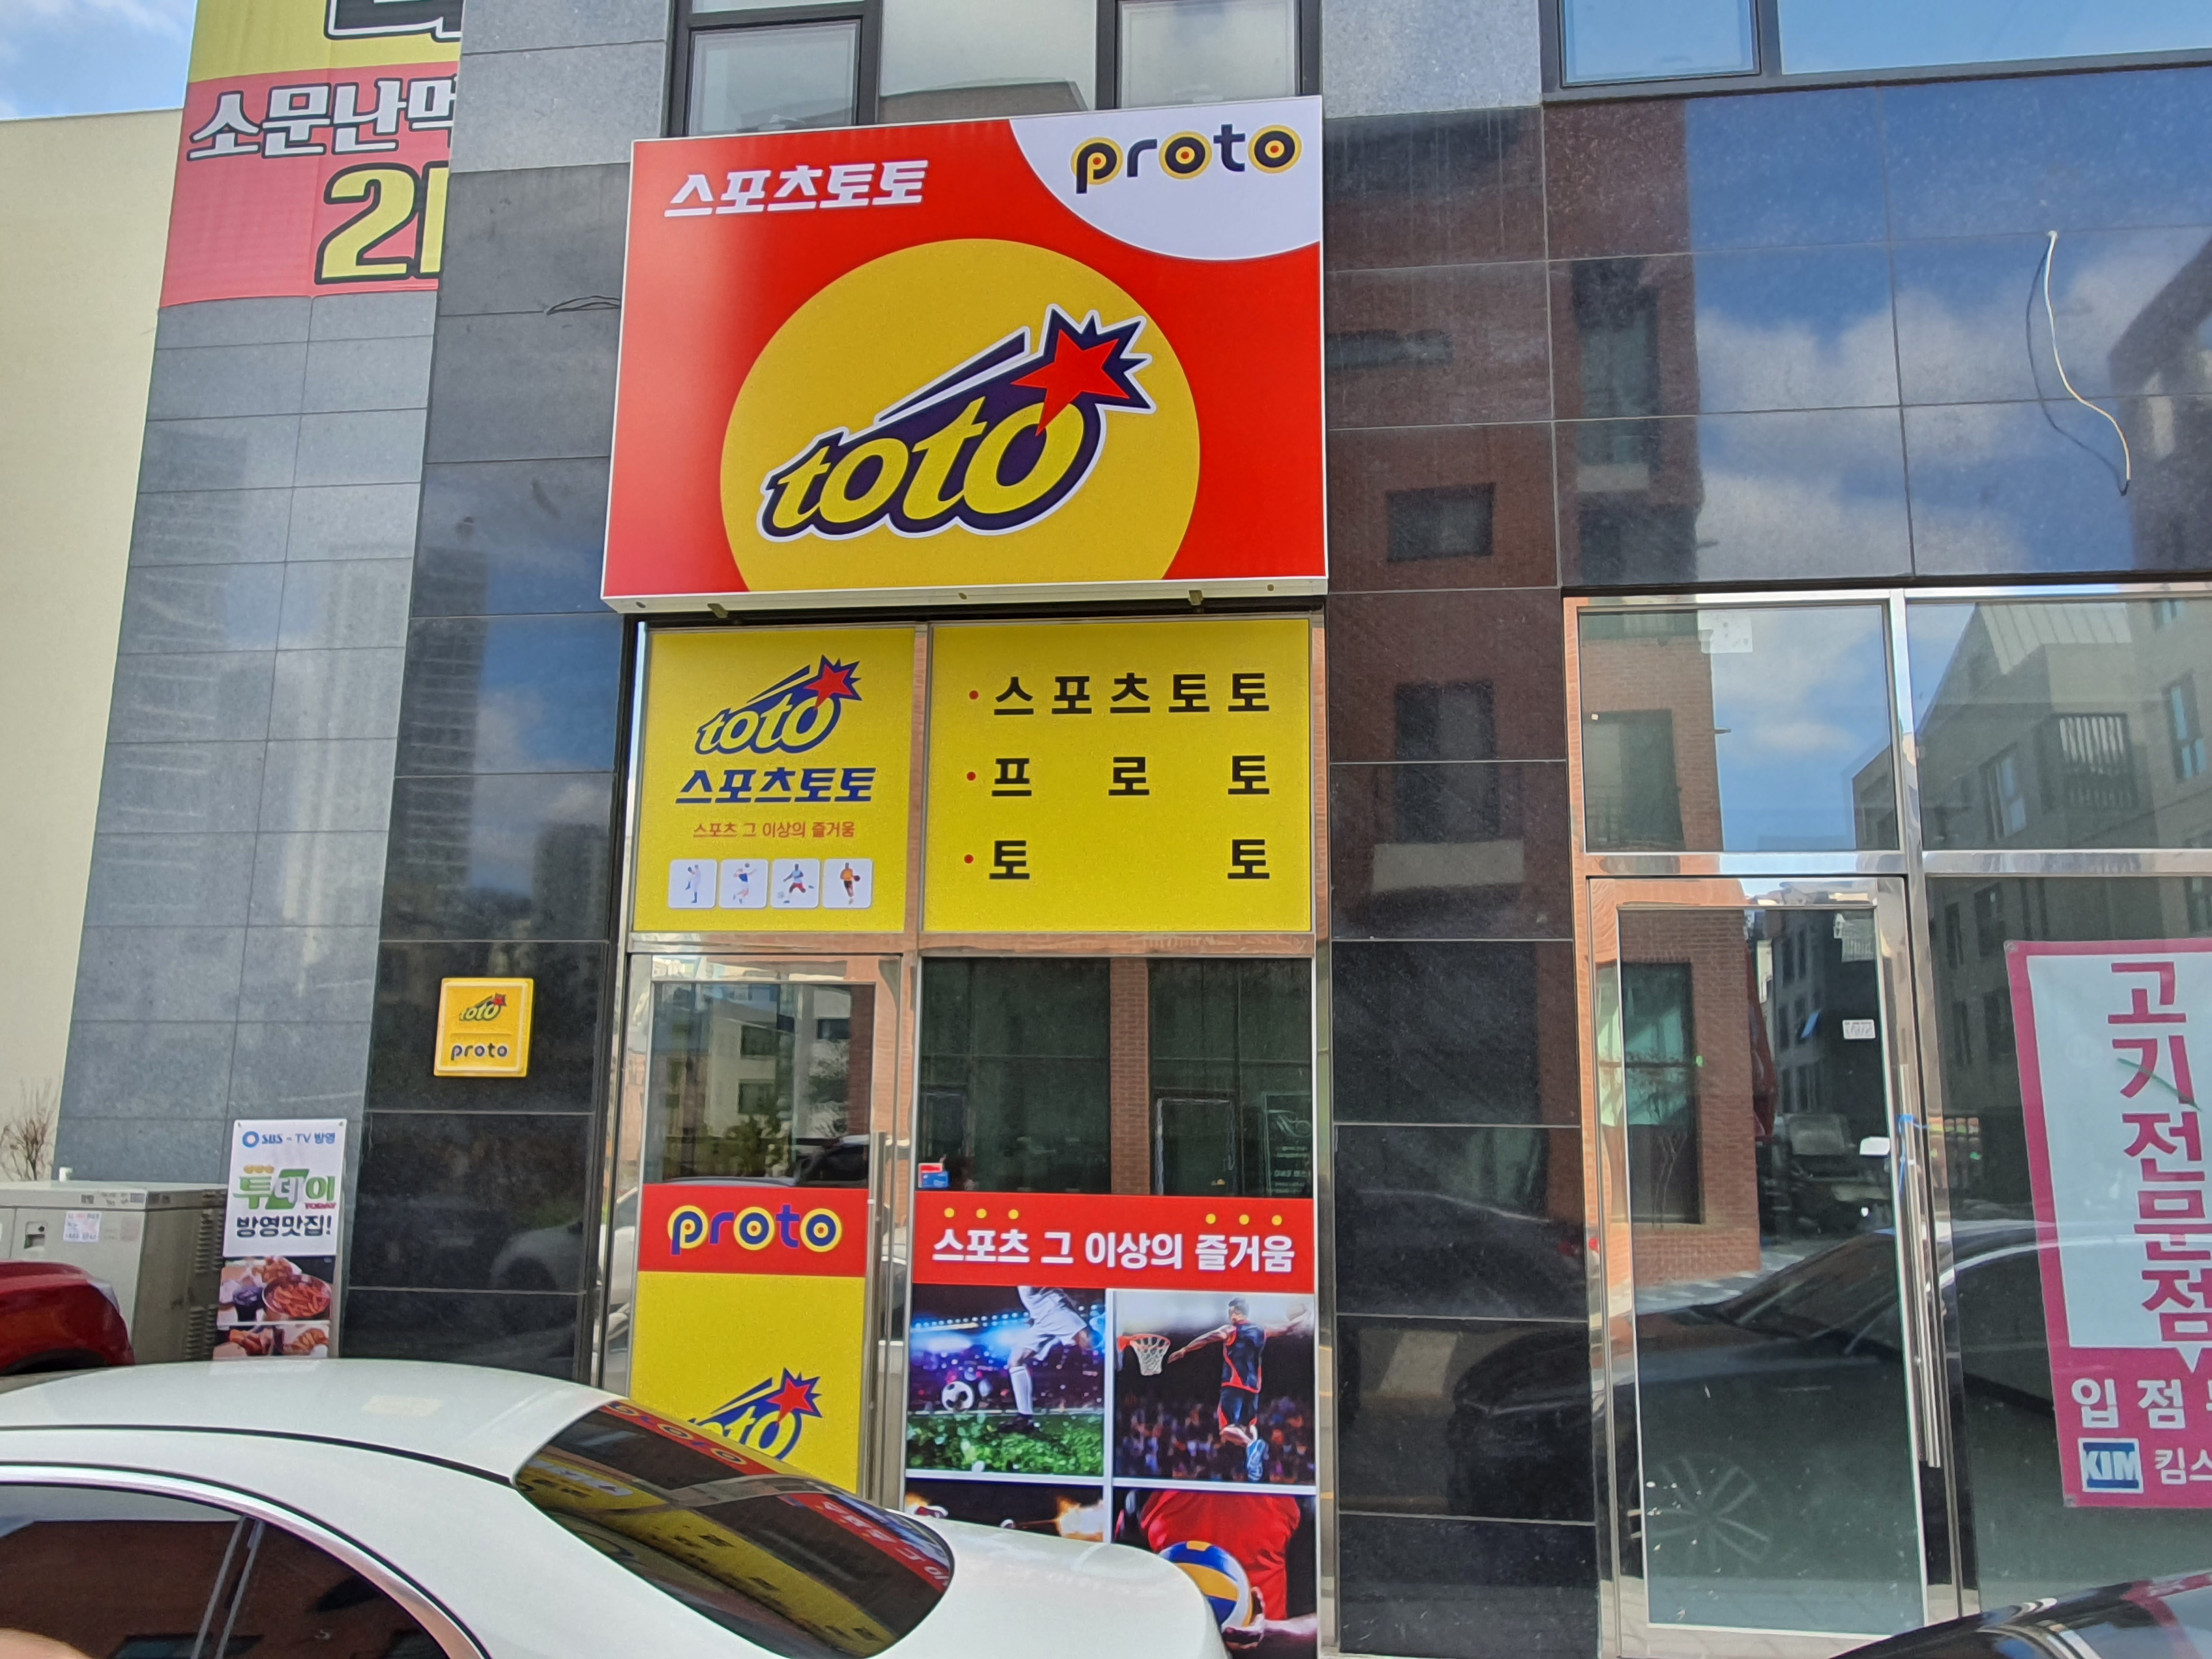 소문난
스포츠토토
proto
toto
toto
스포츠토토
스포츠 그 이상의 즐거움
• 스포츠토토
• 프로토
• 토토
toto
proto
SBS - TV 방영
투데이
TODAY
방영맛집!
proto
스포츠 그 이상의 즐거움
toto
고기전문점
입점
KIM